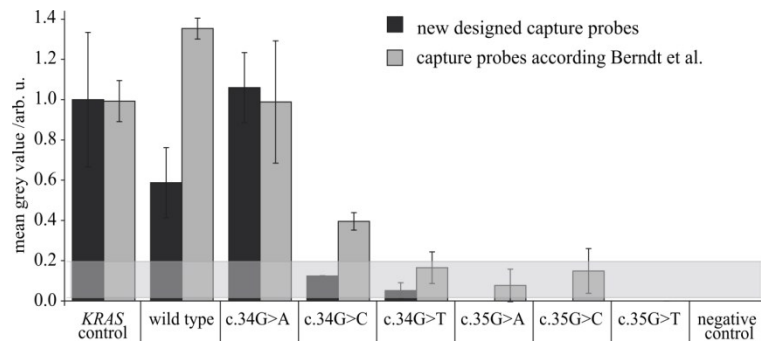 1.4
1.2
1.0
0.8
0.6
0.4
0.2
0.0
mean grey value /arb. u.
new designed capture probes
capture probes according Berndt et al.
KRAS
control
wild type
c.34G>A
c.34G>C
c.34G>T
c.35G>A
c.35G>C
c.35G>T
negative
control